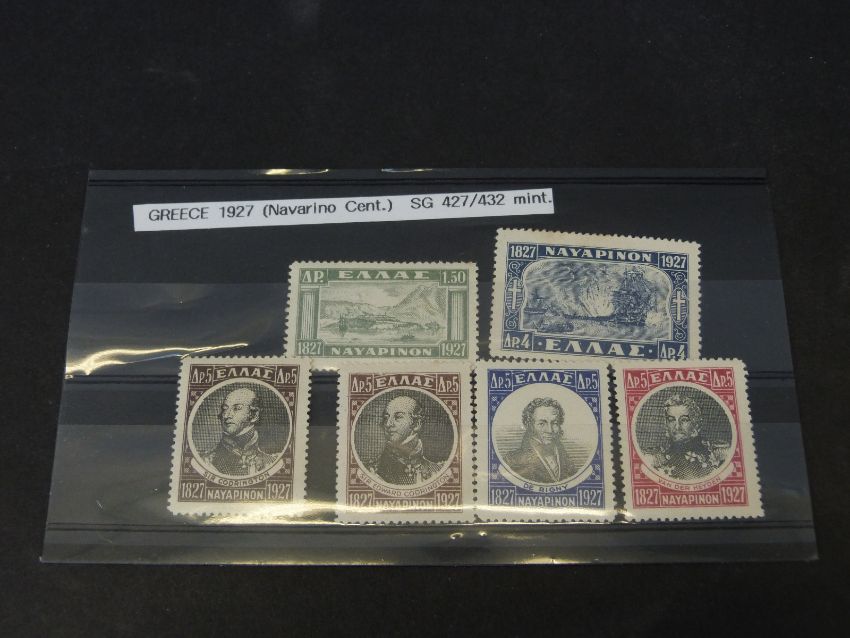 GREECE 1927 (Navarino Cent.) SG 427/432 mint.
ΔΡ. ΕΛΛΑΣ 1.50
1827 ΝΑΥΑΡΙΝΟΝ 1927
1827 ΝΑΥΑΡΙΝΟΝ 1927
ΔΡ.4 ·ΕΛΛΑΣ· ΔΡ.4
ΔΡ.5 ΕΛΛΑΣ ΔΡ.5
SIR CODRINGTON
1827 ΝΑΥΑΡΙΝΟΝ 1927
ΔΡ.5 ΕΛΛΑΣ ΔΡ.5
SIR EDWARD CODRINGTON
1827 ΝΑΥΑΡΙΝΟΝ 1927
ΔΡ.5 ΕΛΛΑΣ ΔΡ.5
DE RIGNY
1827 ΝΑΥΑΡΙΝΟΝ 1927
ΔΡ.5 ΕΛΛΑΣ ΔΡ.5
VAN DER HEYDEN
1827 ΝΑΥΑΡΙΝΟΝ 1927